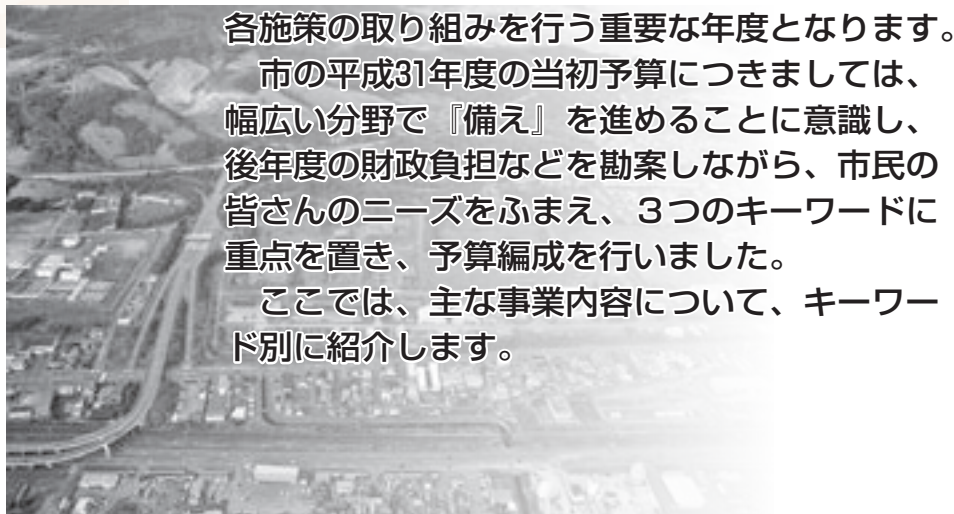 各施策の取り組みを行う重要な年度となります。
　市の平成31年度の当初予算につきましては、
幅広い分野で『備え』を進めることに意識し、
後年度の財政負担などを勘案しながら、市民の
皆さんのニーズをふまえ、３つのキーワードに
重点を置き、予算編成を行いました。
　ここでは、主な事業内容について、キーワー
ド別に紹介します。